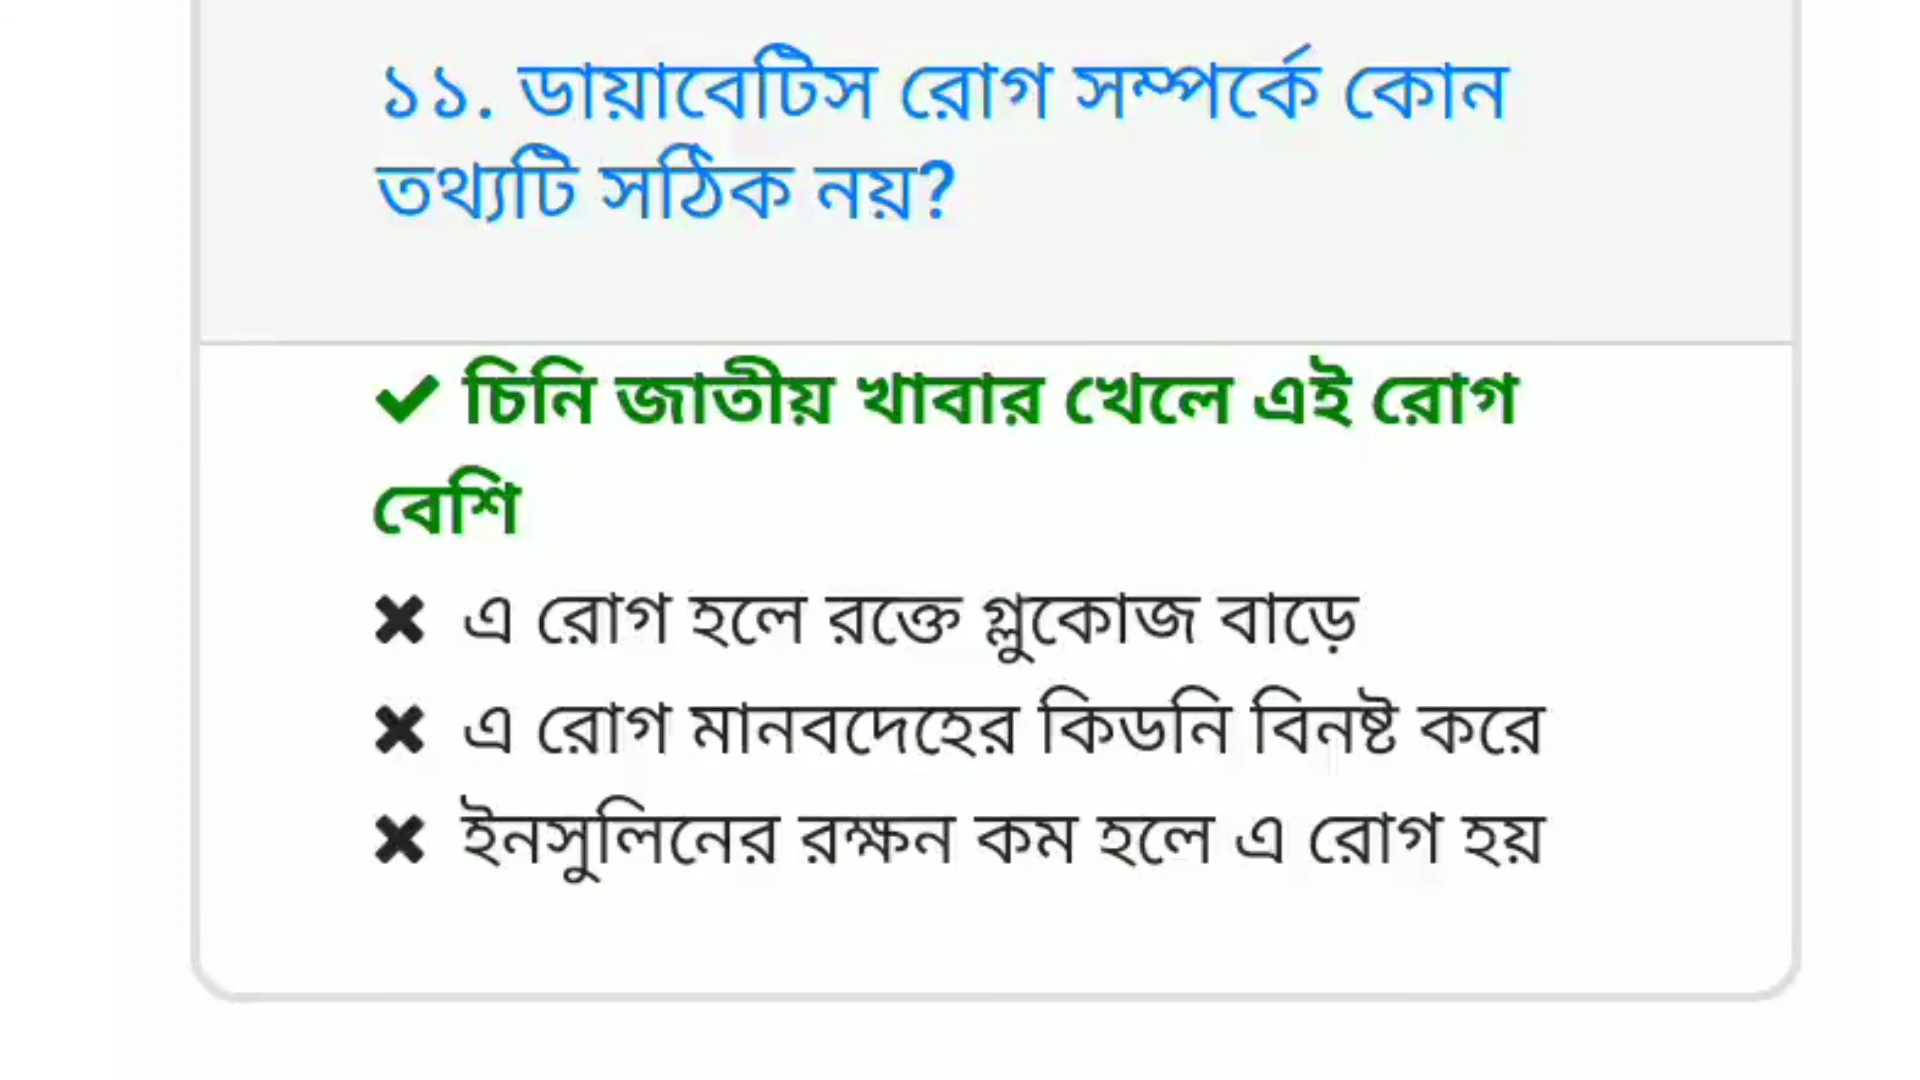 ১১. ডায়াবেটিস রোগ সম্পর্কে কোন
তথ্যটি সঠিক নয়?
✔ চিনি জাতীয় খাবার খেলে এই রোগ
বেশি
✖ এ রোগ হলে রক্তে গ্লুকোজ বাড়ে
✖ এ রোগ মানবদেহের কিডনি বিনষ্ট করে
✖ ইনসুলিনের রক্ষন কম হলে এ রোগ হয়